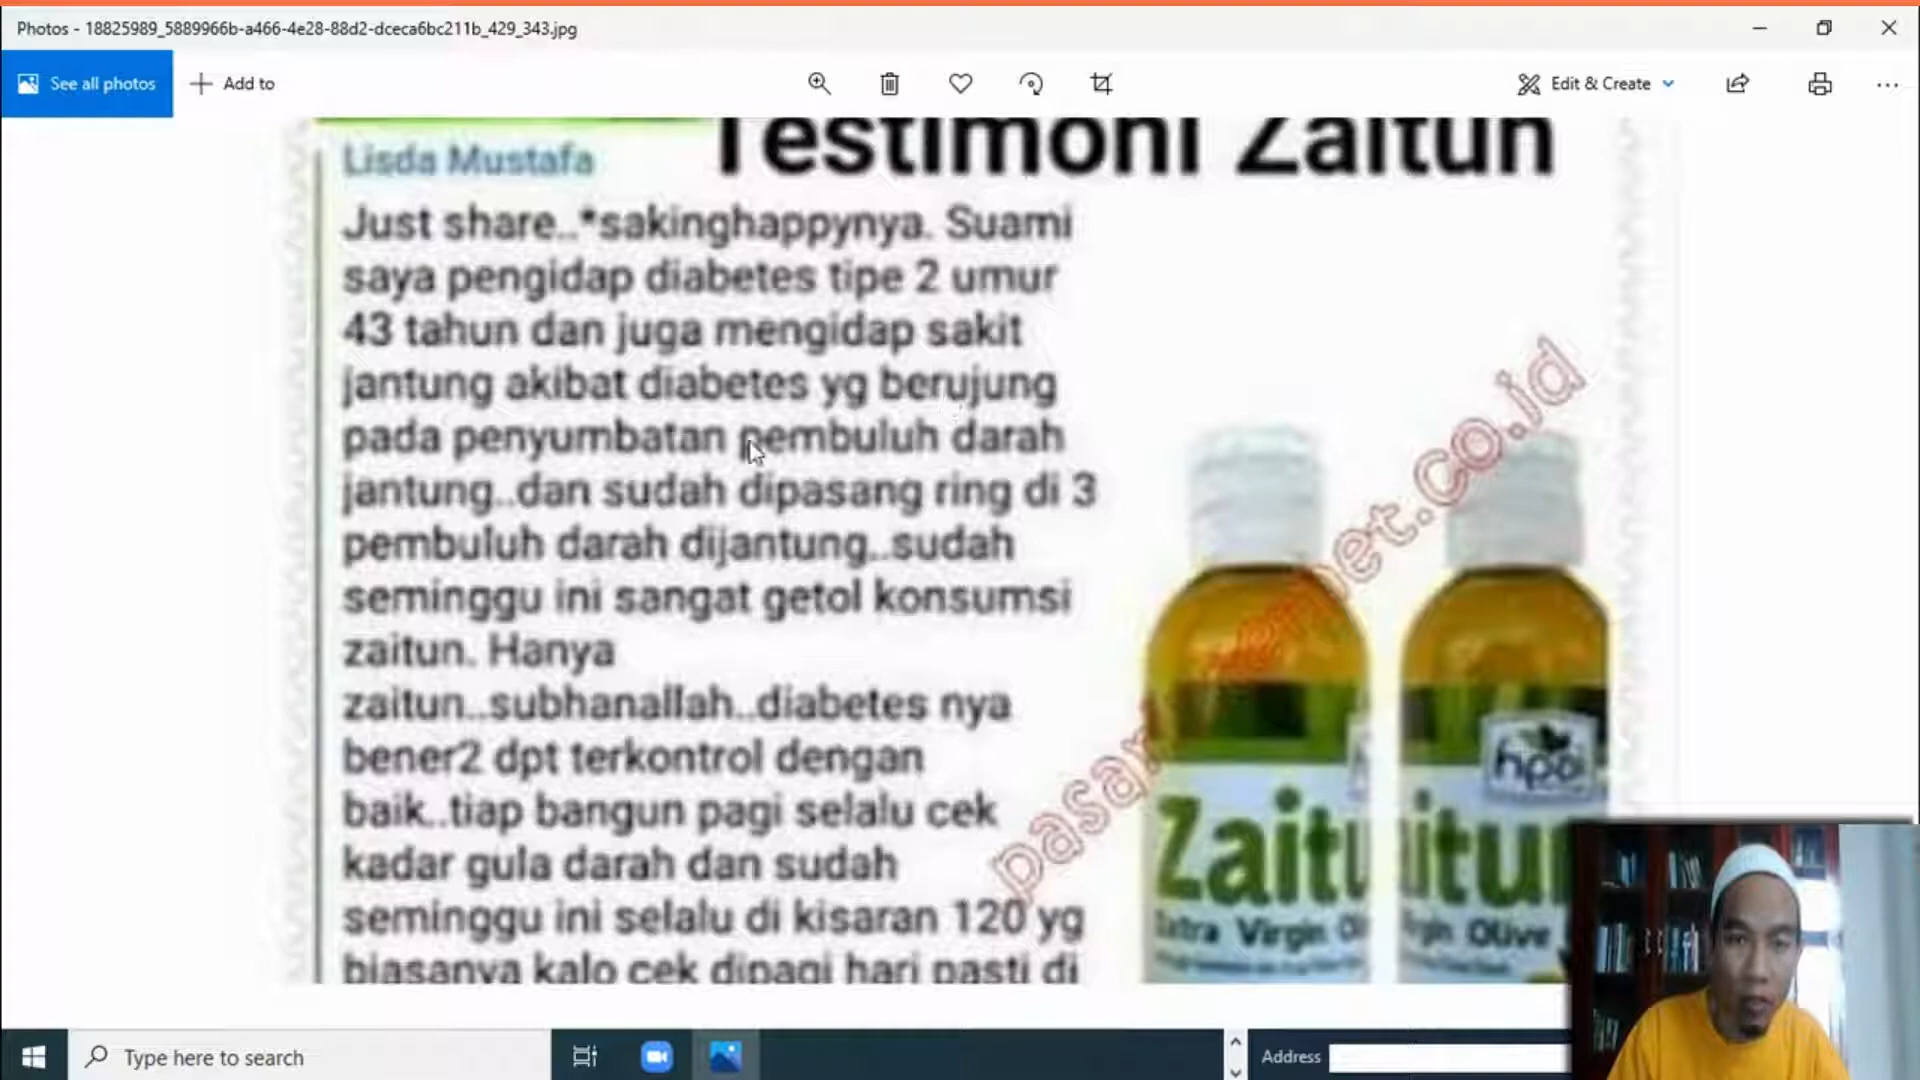 Photos - 18825989_5889966b-a466-4e28-88d2-dceca6bc211b_429_343.jpg
See all photos
Add to
Edit & Create
Testimoni Zaitun
Lisda Mustafa
Just share..*sakinghappynya. Suami
saya pengidap diabetes tipe 2 umur
43 tahun dan juga mengidap sakit
jantung akibat diabetes yg berujung
pada penyumbatan pembuluh darah
jantung..dan sudah dipasang ring di 3
pembuluh darah dijantung..sudah
seminggu ini sangat getol konsumsi
zaitun. Hanya
zaitun..subhanallah..diabetes nya
bener2 dpt terkontrol dengan
baik..tiap bangun pagi selalu cek
kadar gula darah dan sudah
seminggu ini selalu di kisaran 120 yg
biasanya kalo cek dipagi hari pasti di
hpai
Zaitu
itun
Extra Virgin Ol
irgin Olive
Type here to search
Address